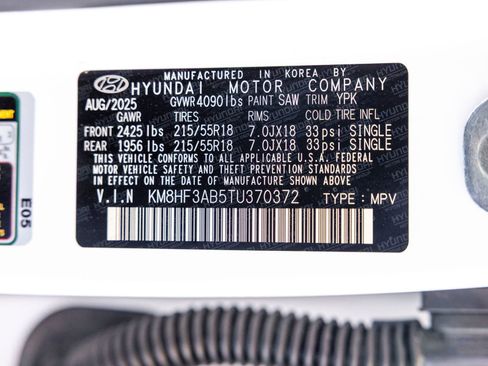 MANUFACTURED IN KOREA BY
HYUNDAI MOTOR COMPANY
AUG/2025 GVWR 4090 lbs PAINT SAW TRIM YPK
GAWR TIRES RIMS COLD TIRE INFL
FRONT 2425 lbs 215/55R18 7.0JX18 33psi SINGLE
REAR 1956 lbs 215/55R18 7.0JX18 33psi SINGLE
THIS VEHICLE CONFORMS TO ALL APPLICABLE U.S.A. FEDERAL
MOTOR VEHICLE SAFETY AND THEFT PREVENTION STANDARDS
IN EFFECT ON THE DATE OF MANUFACTURE SHOWN ABOVE.
V.I.N KM8HF3AB5TU370372 TYPE : MPV
E05